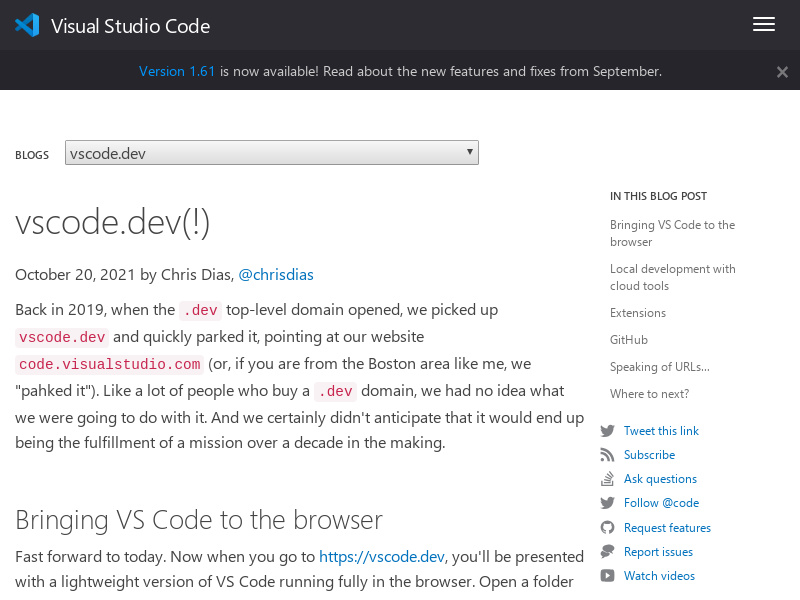 Visual Studio Code
Version 1.61 is now available! Read about the new features and fixes from September.
BLOGS
vscode.dev
vscode.dev(!)
October 20, 2021 by Chris Dias, @chrisdias
Back in 2019, when the .dev top-level domain opened, we picked up
vscode.dev and quickly parked it, pointing at our website
code.visualstudio.com (or, if you are from the Boston area like me, we
"pahked it"). Like a lot of people who buy a .dev domain, we had no idea what
we were going to do with it. And we certainly didn't anticipate that it would end up
being the fulfillment of a mission over a decade in the making.
Bringing VS Code to the browser
Fast forward to today. Now when you go to https://vscode.dev, you'll be presented
with a lightweight version of VS Code running fully in the browser. Open a folder
IN THIS BLOG POST
Bringing VS Code to the
browser
Local development with
cloud tools
Extensions
GitHub
Speaking of URLs...
Where to next?
Tweet this link
Subscribe
Ask questions
Follow @code
Request features
Report issues
Watch videos